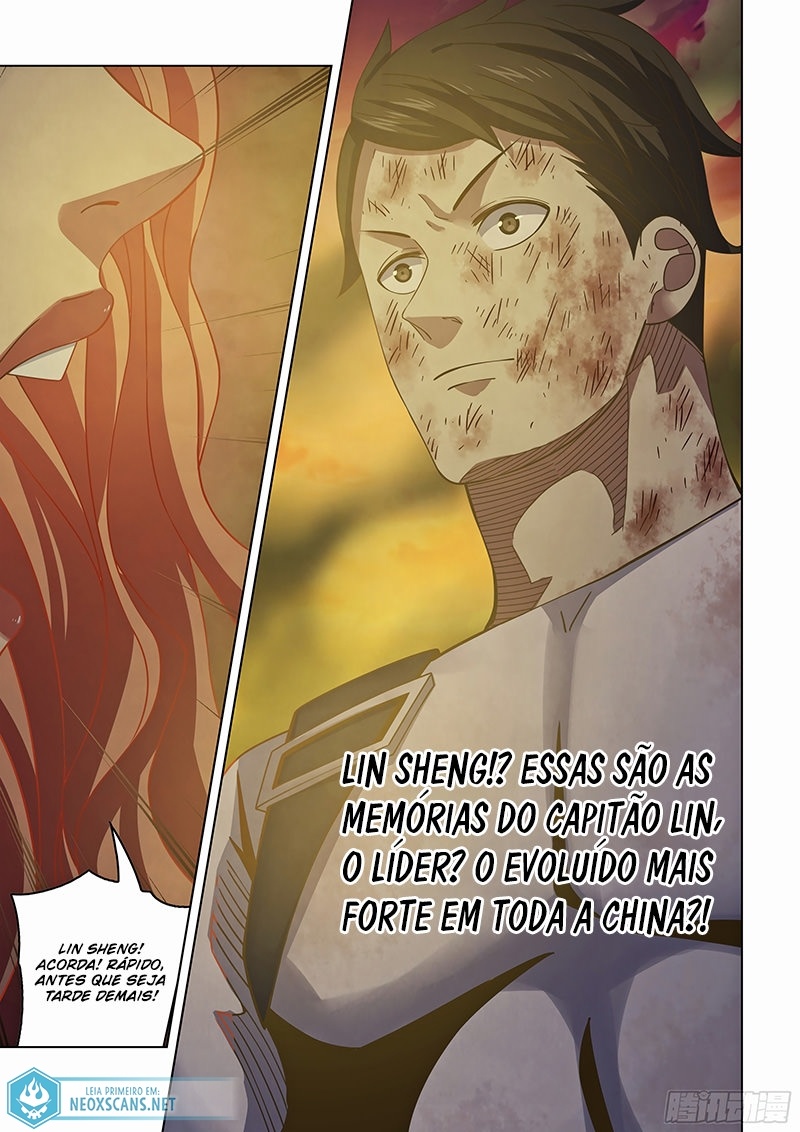 LIN SHENG!? ESSAS SÃO AS
MEMÓRIAS DO CAPITÃO LIN,
O LÍDER? O EVOLUÍDO MAIS
FORTE EM TODA A CHINA?!
LIN SHENG!
ACORDA! RÁPIDO,
ANTES QUE SEJA
TARDE DEMAIS!
LEIA PRIMEIRO EM:
NEOXSCANS.NET
腾讯动漫